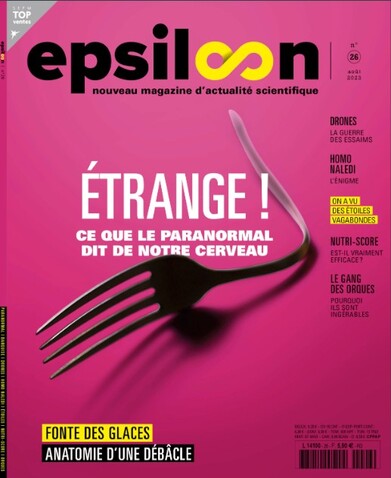 SEPM
TOP
ventes
epsiloon
nouveau magazine d'actualité scientifique
N°
26
août
2023
DRONES
LA GUERRE
DES ESSAIMS
HOMO
NALEDI
L'ÉNIGME
ON A VU
DES ÉTOILES
VAGABONDES
NUTRI-SCORE
EST-IL VRAIMENT
EFFICACE ?
LE GANG
DES ORQUES
POURQUOI
ILS SONT
INGÉRABLES
ÉTRANGE !
CE QUE LE PARANORMAL
DIT DE NOTRE CERVEAU
FONTE DES GLACES
ANATOMIE D'UNE DÉBÂCLE